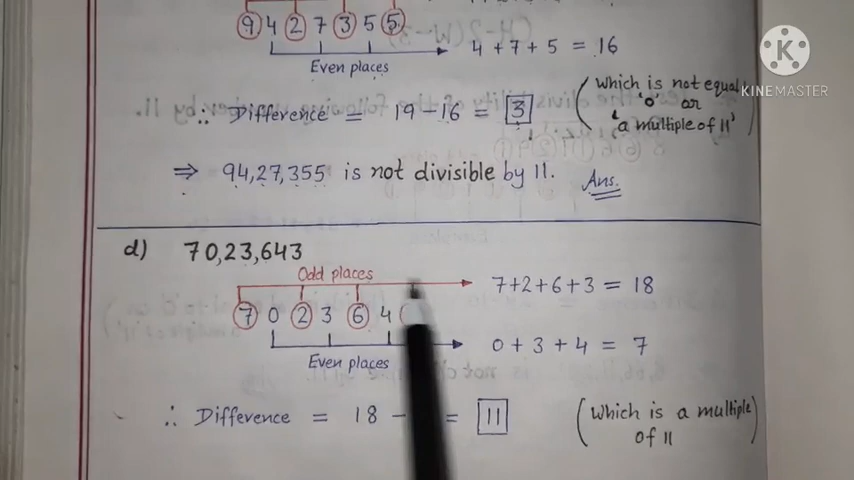 9 4 2 7 3 5 5
4 + 7 + 5 = 16
Even places
KINEMASTER
∴ Difference = 19 - 16 = 3
(Which is not equal
'0' or
'a multiple of 11')
⇒ 94,27,355 is not divisible by 11.
Ans.
d) 70,23,643
Odd places
7+2+6+3 = 18
7 0 2 3 6 4
0 + 3 + 4 = 7
Even places
∴ Difference = 18 - = 11
(Which is a multiple
of 11)